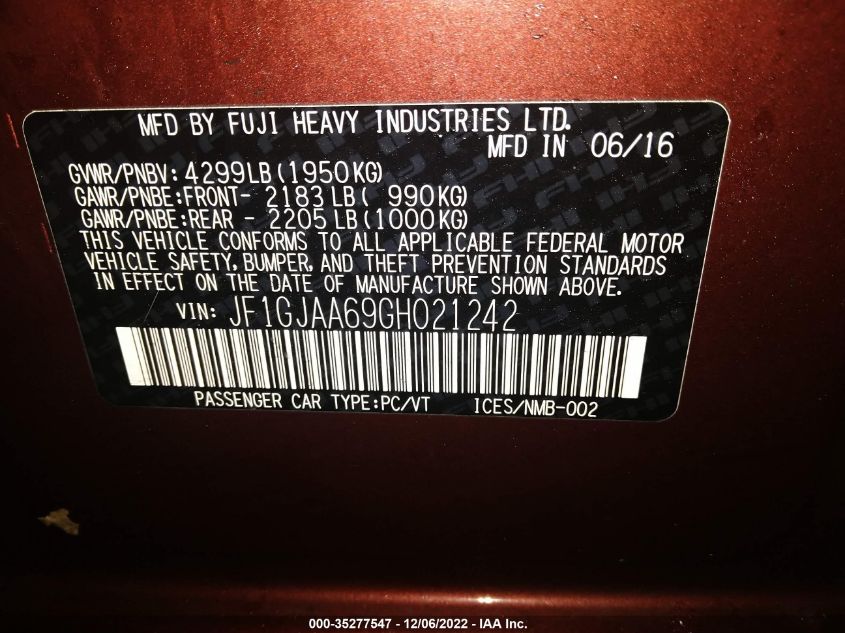 MFD BY FUJI HEAVY INDUSTRIES LTD.
MFD IN 06/16
GVWR/PNBV: 4299LB (1950KG)
GAWR/PNBE:FRONT- 2183 LB ( 990KG)
GAWR/PNBE:REAR - 2205 LB (1000KG)
THIS VEHICLE CONFORMS TO ALL APPLICABLE FEDERAL MOTOR
VEHICLE SAFETY, BUMPER, AND THEFT PREVENTION STANDARDS
IN EFFECT ON THE DATE OF MANUFACTURE SHOWN ABOVE.
VIN: JF1GJAA69GH021242
PASSENGER CAR TYPE:PC/VT ICES/NMB-002
000-35277547 - 12/06/2022 - IAA Inc.